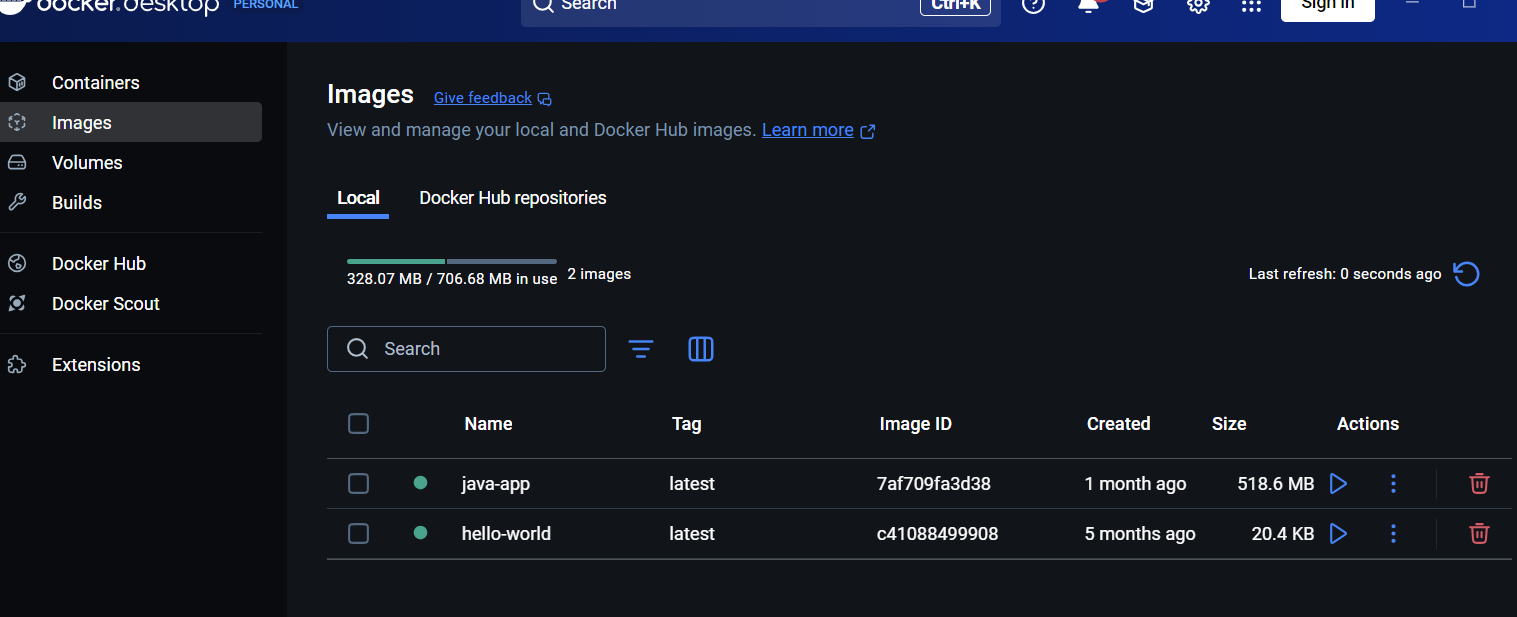 docker.desktop PERSONAL Search Ctrl+K Sign in
Containers
Images
Volumes
Builds
Docker Hub
Docker Scout
Extensions
Images Give feedback
View and manage your local and Docker Hub images. Learn more
Local Docker Hub repositories
328.07 MB / 706.68 MB in use 2 images Last refresh: 0 seconds ago
Search
Name Tag Image ID Created Size Actions
java-app latest 7af709fa3d38 1 month ago 518.6 MB
hello-world latest c41088499908 5 months ago 20.4 KB